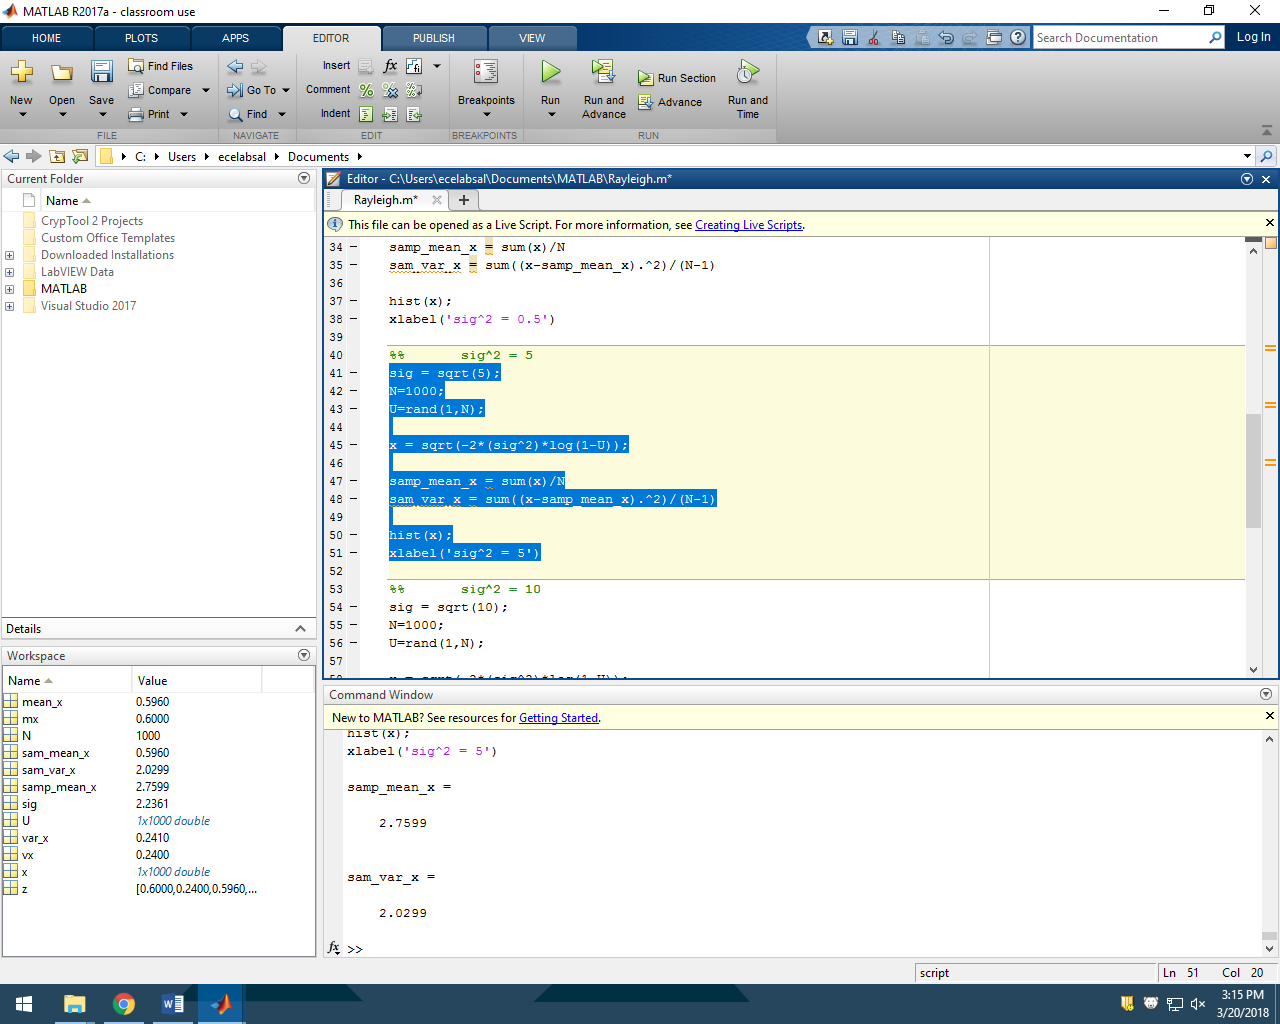 MATLAB R2017a - classroom use
HOME PLOTS APPS EDITOR PUBLISH VIEW
Search Documentation
Log In
New Open Save
Find Files
Compare
Print
Go To
Find
Insert
Comment
Indent
fx
Breakpoints
Run
Run and Advance
Run Section
Advance
Run and Time
FILE NAVIGATE EDIT BREAKPOINTS RUN
C: Users ecelabsal Documents
Current Folder
Name
CrypTool 2 Projects
Custom Office Templates
Downloaded Installations
LabVIEW Data
MATLAB
Visual Studio 2017
Details
Workspace
Name Value
mean_x 0.5960
mx 0.6000
N 1000
sam_mean_x 0.5960
sam_var_x 2.0299
samp_mean_x 2.7599
sig 2.2361
U 1x1000 double
var_x 0.2410
vx 0.2400
x 1x1000 double
z [0.6000,0.2400,0.5960,...
Editor - C:\Users\ecelabsal\Documents\MATLAB\Rayleigh.m*
Rayleigh.m*
This file can be opened as a Live Script. For more information, see Creating Live Scripts.
34 samp_mean_x = sum(x)/N
35 sam_var_x = sum((x-samp_mean_x).^2)/(N-1)
36
37 hist(x);
38 xlabel('sig^2 = 0.5')
39
40 %% sig^2 = 5
41 sig = sqrt(5);
42 N=1000;
43 U=rand(1,N);
44
45 x = sqrt(-2*(sig^2)*log(1-U));
46
47 samp_mean_x = sum(x)/N
48 sam_var_x = sum((x-samp_mean_x).^2)/(N-1)
49
50 hist(x);
51 xlabel('sig^2 = 5')
52
53 %% sig^2 = 10
54 sig = sqrt(10);
55 N=1000;
56 U=rand(1,N);
57
58 x = sqrt(-2*(sig^2)*log(1-U));
Command Window
New to MATLAB? See resources for Getting Started.
hist(x);
xlabel('sig^2 = 5')
samp_mean_x =
2.7599
sam_var_x =
2.0299
fx >>
script
Ln 51 Col 20
3:15 PM
3/20/2018